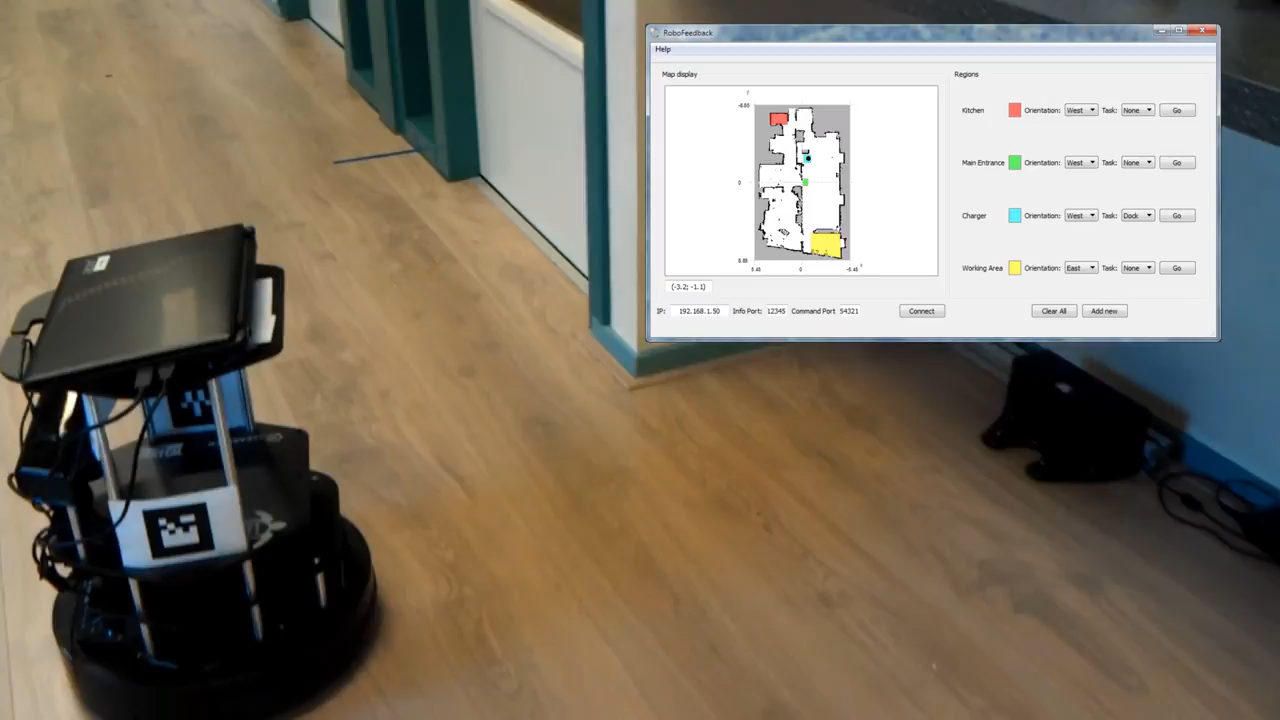 RoboFeedback
Help
Map display
Regions
Kitchen Orientation: West Task: None Go
Main Entrance Orientation: West Task: None Go
Charger Orientation: West Task: Dock Go
Working Area Orientation: East Task: None Go
0
0
(-3.2; -1.1)
IP: 192.168.1.50 Info Port: 12345 Command Port 54321 Connect
Clear All Add new